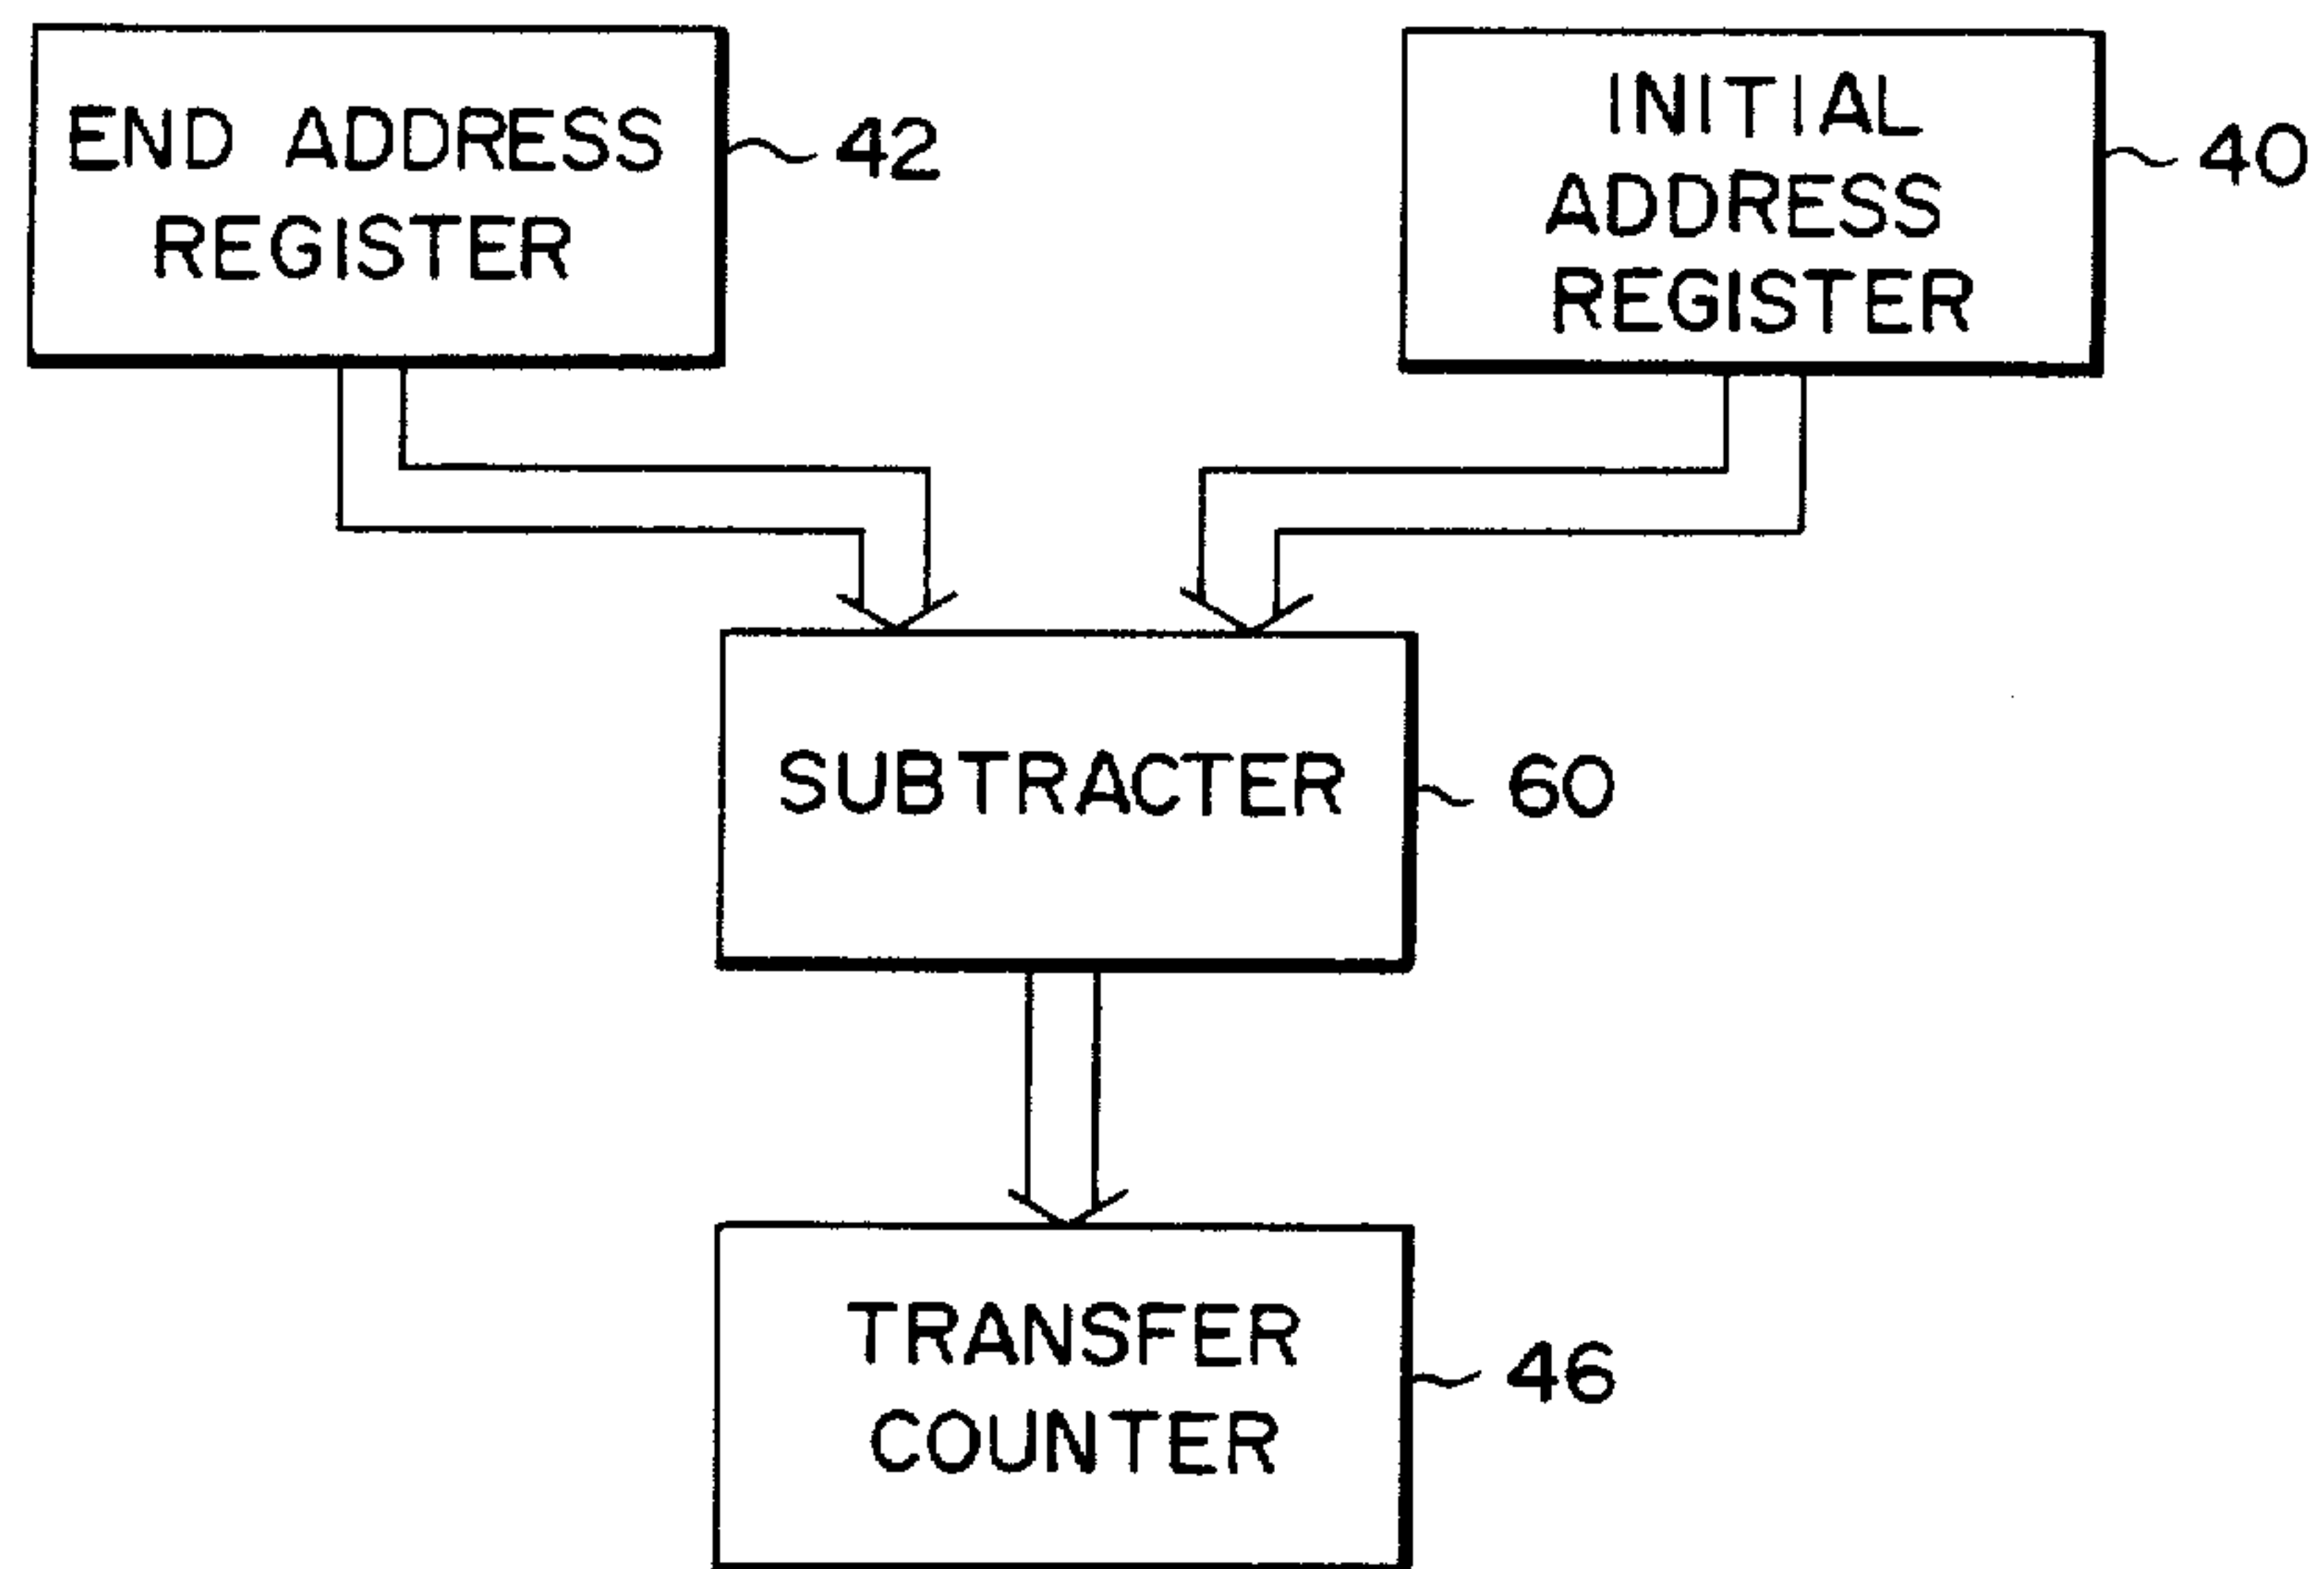 END ADDRESS
REGISTER
42
INITIAL
ADDRESS
REGISTER
40
SUBTRACTER
60
TRANSFER
COUNTER
46